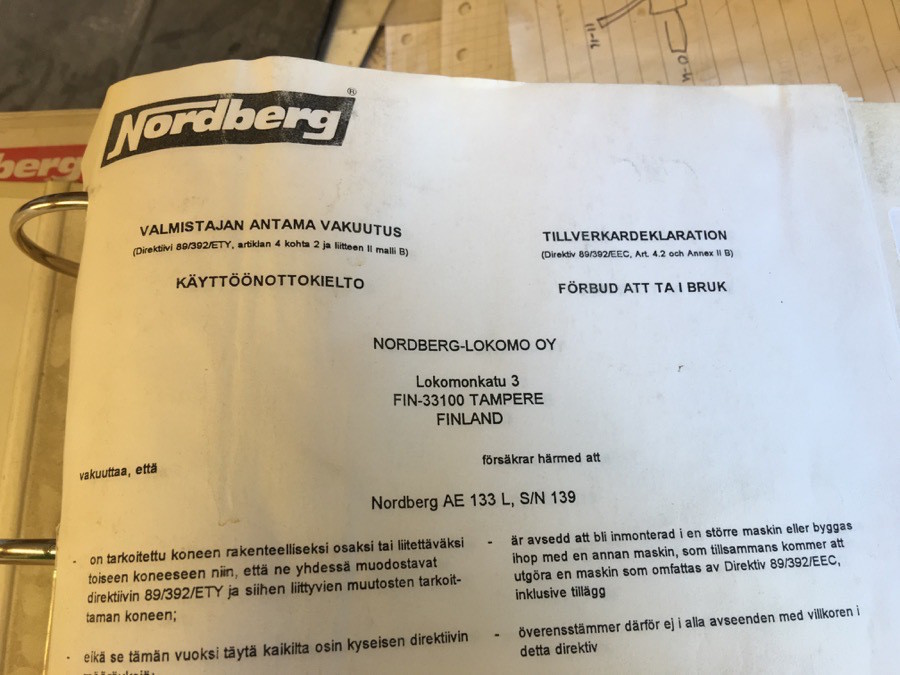 Nordberg®
berg
11-16
VALMISTAJAN ANTAMA VAKUUTUS
(Direktiivi 89/392/ETY, artiklan 4 kohta 2 ja liitteen II malli B)
KÄYTTÖÖNOTTOKIELTO
TILLVERKARDEKLARATION
(Direktiv 89/392/EEC, Art. 4.2 och Annex II B)
FÖRBUD ATT TA I BRUK
NORDBERG-LOKOMO OY
Lokomonkatu 3
FIN-33100 TAMPERE
FINLAND
vakuuttaa, että
försäkrar härmed att
Nordberg AE 133 L, S/N 139
- on tarkoitettu koneen rakenteelliseksi osaksi tai liitettäväksi
toiseen koneeseen niin, että ne yhdessä muodostavat
direktiivin 89/392/ETY ja siihen liittyvien muutosten tarkoit-
taman koneen;
- eikä se tämän vuoksi täytä kaikilta osin kyseisen direktiivin
- är avsedd att bli inmonterad i en större maskin eller byggas
ihop med en annan maskin, som tillsammans kommer att
utgöra en maskin som omfattas av Direktiv 89/392/EEC,
inklusive tillägg
- överensstämmer därför ej i alla avseenden med villkoren i
detta direktiv